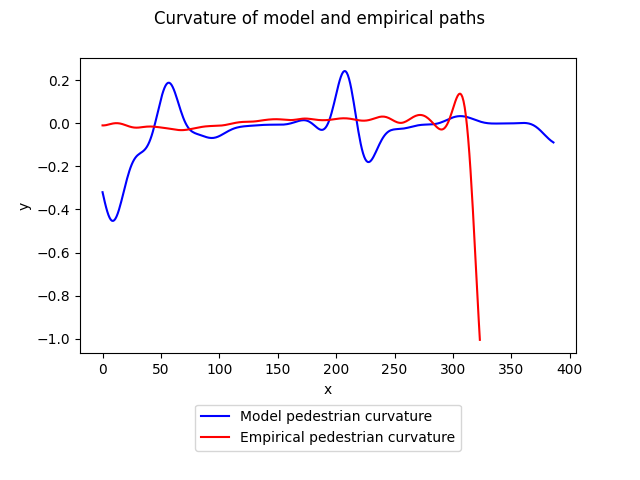 Curvature of model and empirical paths
0.2
0.0
−0.2
−0.4
−0.6
−0.8
−1.0
y
0 50 100 150 200 250 300 350 400
x
Model pedestrian curvature
Empirical pedestrian curvature